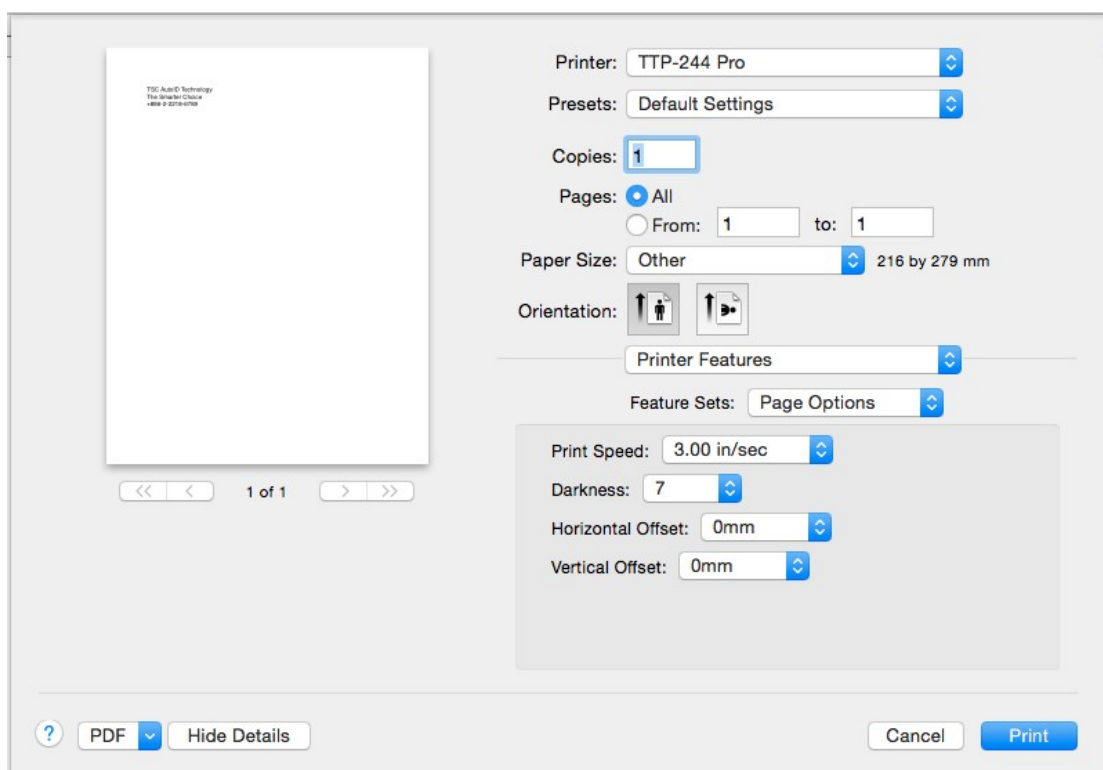 TSC AutoID Technology
The Smarter Choice
Printer: TTP-244 Pro
Presets: Default Settings
Copies: 1
Pages: All
From: 1 to: 1
Paper Size: Other 216 by 279 mm
Orientation:
Printer Features
Feature Sets: Page Options
Print Speed: 3.00 in/sec
Darkness: 7
Horizontal Offset: 0mm
Vertical Offset: 0mm
<< < 1 of 1 > >>
? PDF Hide Details Cancel Print